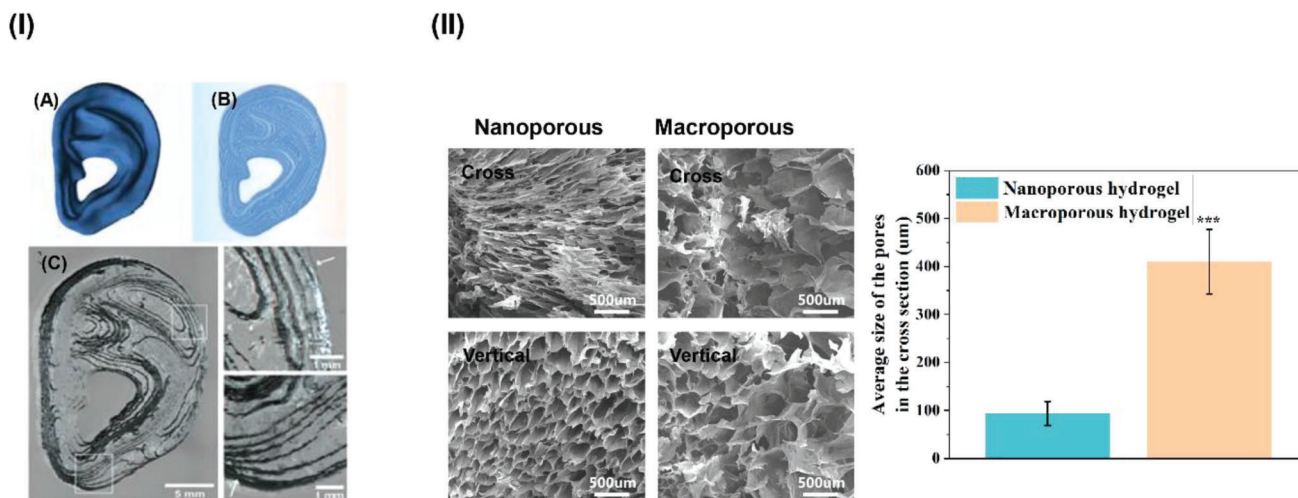 (I)
(II)
(A)
(B)
(C)
5 mm
1 mm
1 mm
Nanoporous
Macroporous
Cross
Cross
500um
500um
Vertical
Vertical
500um
500um
Average size of the pores
in the cross section (um)
600
500
400
300
200
100
0
Nanoporous hydrogel
Macroporous hydrogel
***